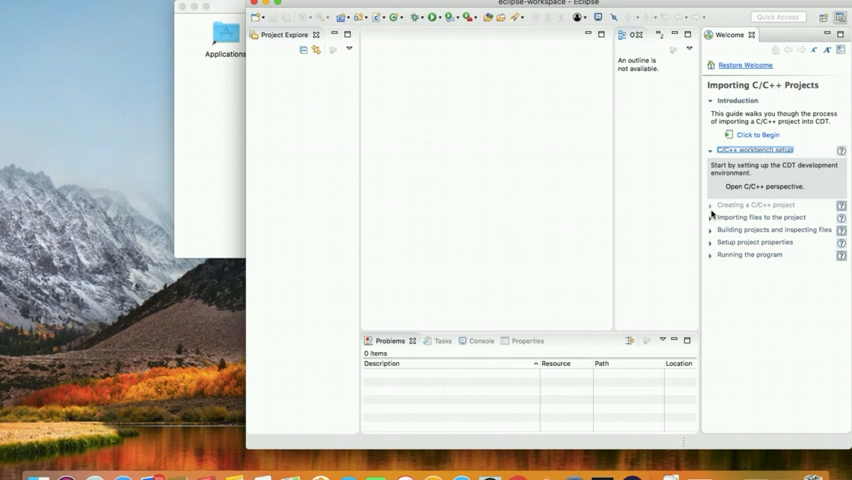 eclipse-workspace - Eclipse
Quick Access
Applications
Project Explore
An outline is
not available.
Welcome
Restore Welcome
Importing C/C++ Projects
Introduction
This guide walks you though the process
of importing a C/C++ project into CDT.
Click to Begin
C/C++ workbench setup
Start by setting up the CDT development
environment.
Open C/C++ perspective.
Creating a C/C++ project
Importing files to the project
Building projects and inspecting files
Setup project properties
Running the program
Problems Tasks Console Properties
0 items
Description Resource Path Location